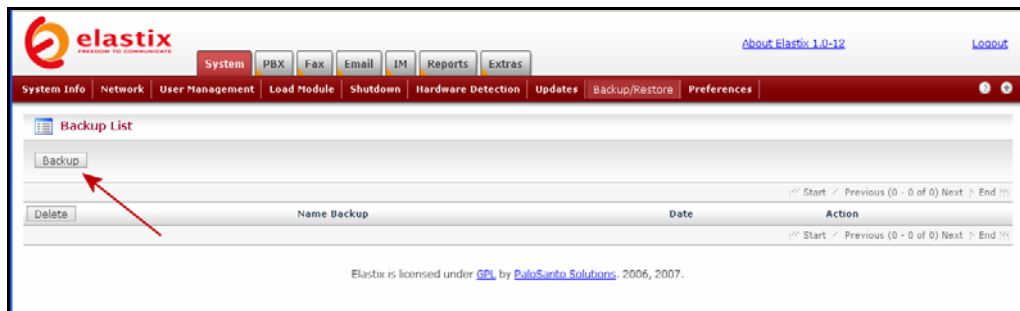 elastix
FREEDOM TO COMMUNICATE
About Elastix 1.0-12 Logout
System PBX Fax Email IM Reports Extras
System Info Network User Management Load Module Shutdown Hardware Detection Updates Backup/Restore Preferences
Backup List
Backup
Start Previous (0 - 0 of 0) Next End
Delete Name Backup Date Action
Start Previous (0 - 0 of 0) Next End
Elastix is licensed under GPL by PaloSanto Solutions. 2006, 2007.